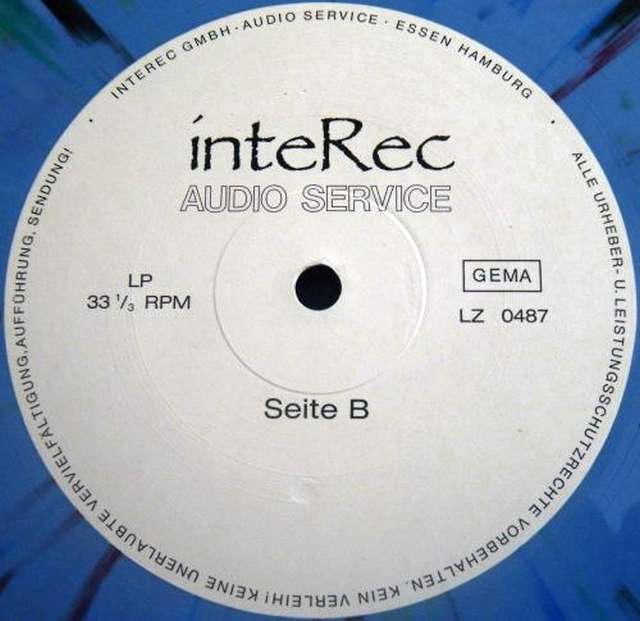 INTEREC GMBH · AUDIO SERVICE · ESSEN HAMBURG
inteRec
AUDIO SERVICE
LP
33 1/3 RPM
GEMA
LZ 0487
Seite B
ALLE URHEBER- U. LEISTUNGSSCHUTZRECHTE VORBEHALTEN. KEIN VERLEIH! KEINE UNERLAUBTE VERVIELFÄLTIGUNG, AUFFÜHRUNG, SENDUNG!